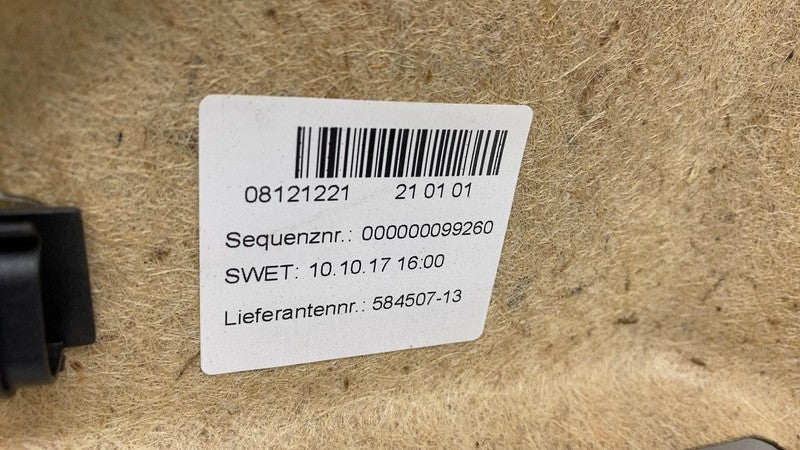 08121221 21 01 01
Sequenznr.: 000000099260
SWET: 10.10.17 16:00
Lieferantennr.: 584507-13